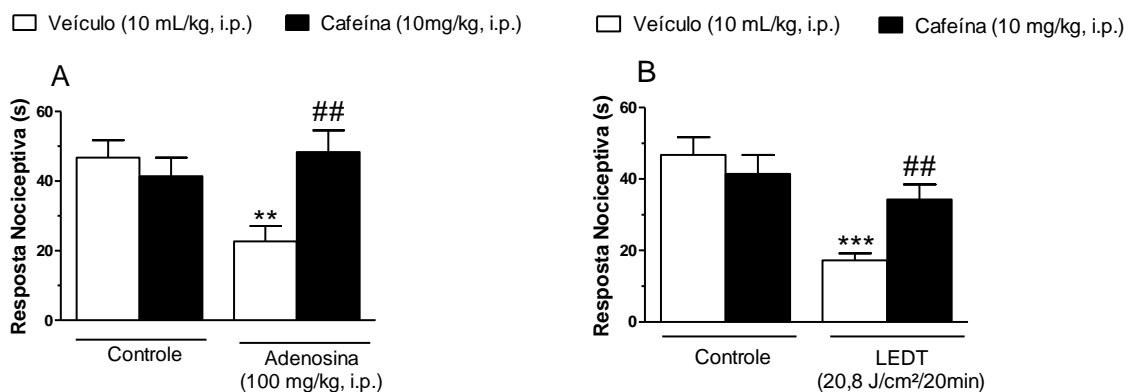 Veículo (10 mL/kg, i.p.) Cafeína (10mg/kg, i.p.)
A
Resposta Nociceptiva (s)
60
40
20
0
##
**
Controle
Adenosina
(100 mg/kg, i.p.)
Veículo (10 mL/kg, i.p.) Cafeína (10 mg/kg, i.p.)
B
Resposta Nociceptiva (s)
60
40
20
0
##
***
Controle
LEDT
(20,8 J/cm²/20min)